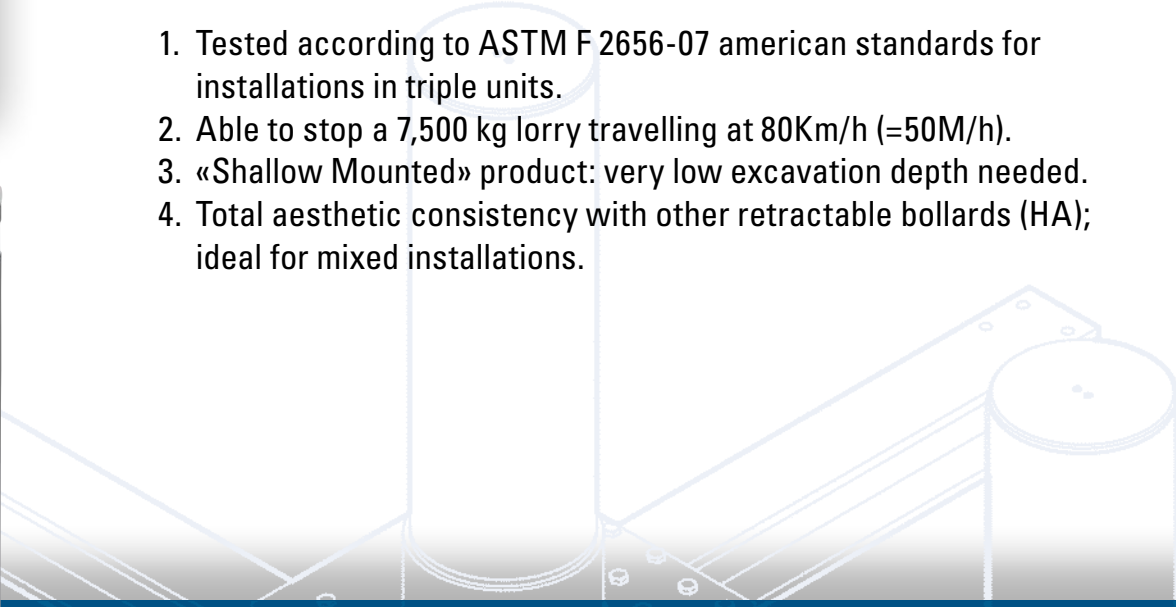 1. Tested according to ASTM F 2656-07 american standards for
installations in triple units.
2. Able to stop a 7,500 kg lorry travelling at 80Km/h (=50M/h).
3. «Shallow Mounted» product: very low excavation depth needed.
4. Total aesthetic consistency with other retractable bollards (HA);
ideal for mixed installations.